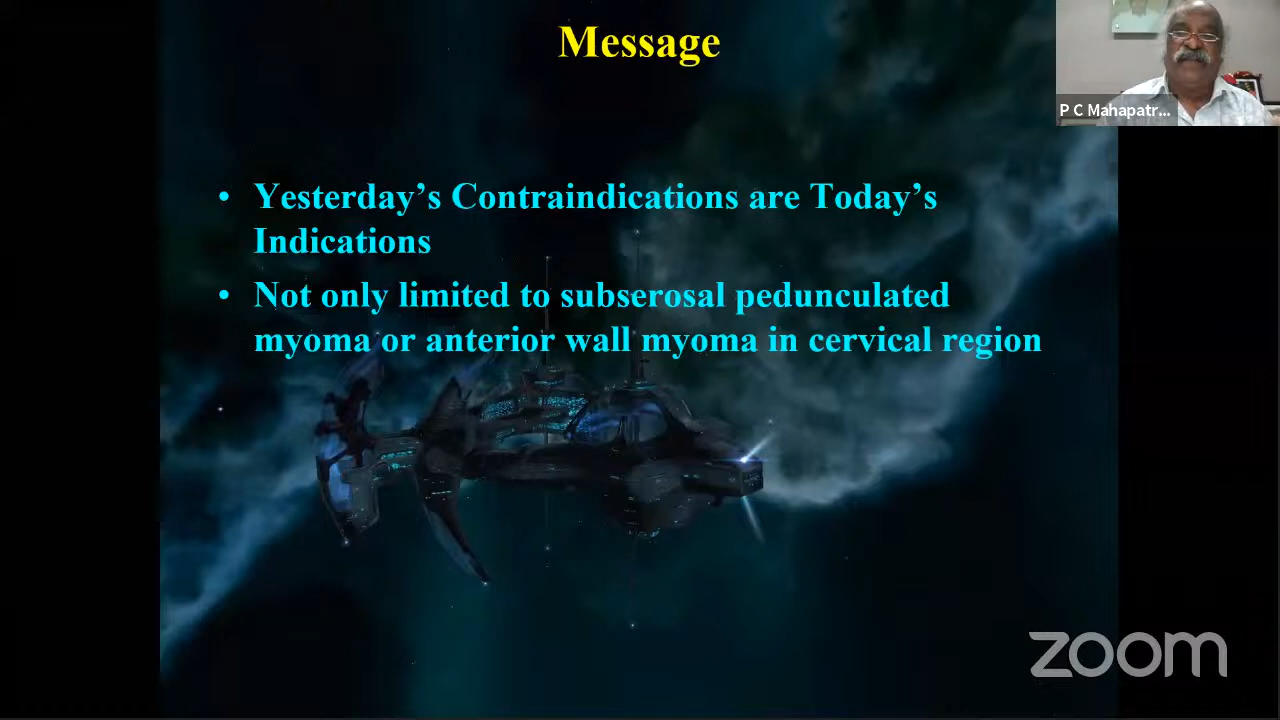 Message
P C Mahapatr...
• Yesterday’s Contraindications are Today’s
Indications
• Not only limited to subserosal pedunculated
myoma or anterior wall myoma in cervical region
zoom